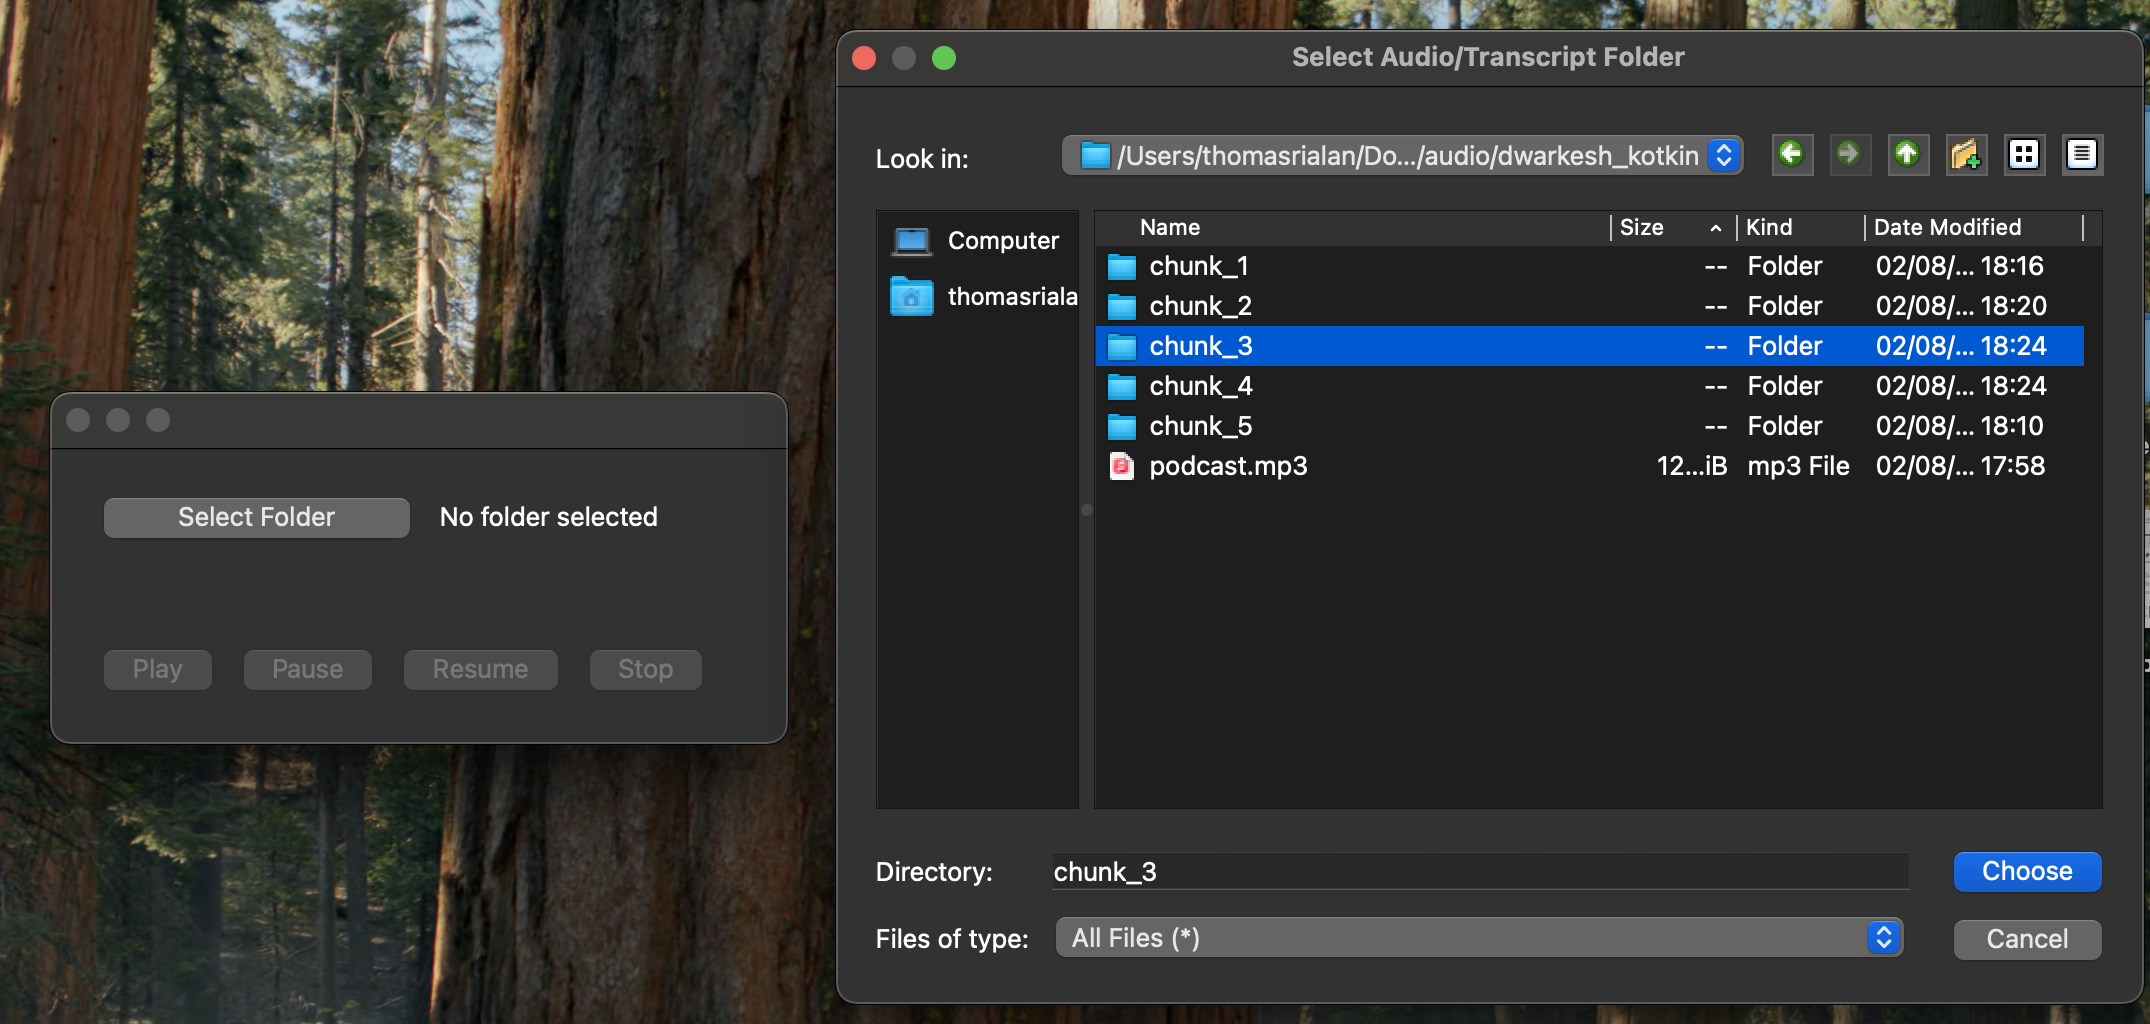 Select Audio/Transcript Folder
Look in: /Users/thomasrialan/Do.../audio/dwarkesh_kotkin
Computer
thomasriala
Name Size Kind Date Modified
chunk_1 -- Folder 02/08/... 18:16
chunk_2 -- Folder 02/08/... 18:20
chunk_3 -- Folder 02/08/... 18:24
chunk_4 -- Folder 02/08/... 18:24
chunk_5 -- Folder 02/08/... 18:10
podcast.mp3 12...iB mp3 File 02/08/... 17:58
Directory: chunk_3
Choose
Files of type: All Files (*)
Cancel
Select Folder No folder selected
Play Pause Resume Stop